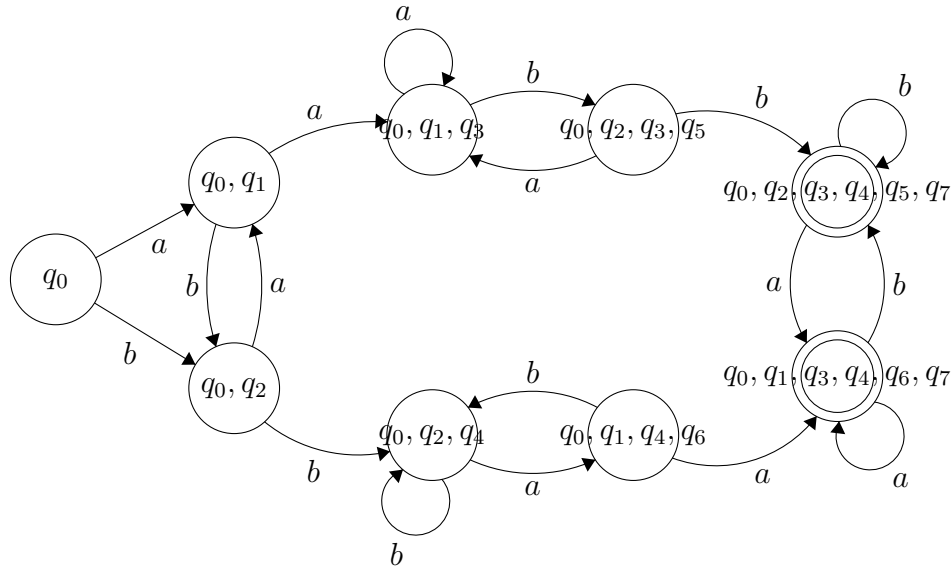 a
b
a
b
q0, q1, q3
q0, q2, q3, q5
b
a
q0, q1
q0, q2, q3, q4, q5, q7
a
q0
b
a
a
b
b
q0, q2
b
q0, q1, q3, q4, q6, q7
q0, q2, q4
q0, q1, q4, q6
b
a
a
a
b